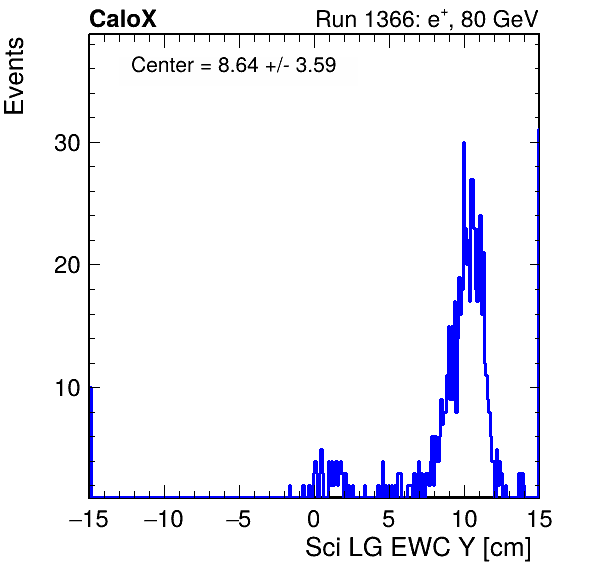 CaloX Run 1366: e⁺, 80 GeV
Center = 8.64 +/- 3.59
Events
30
20
10
−15 −10 −5 0 5 10 15
Sci LG EWC Y [cm]